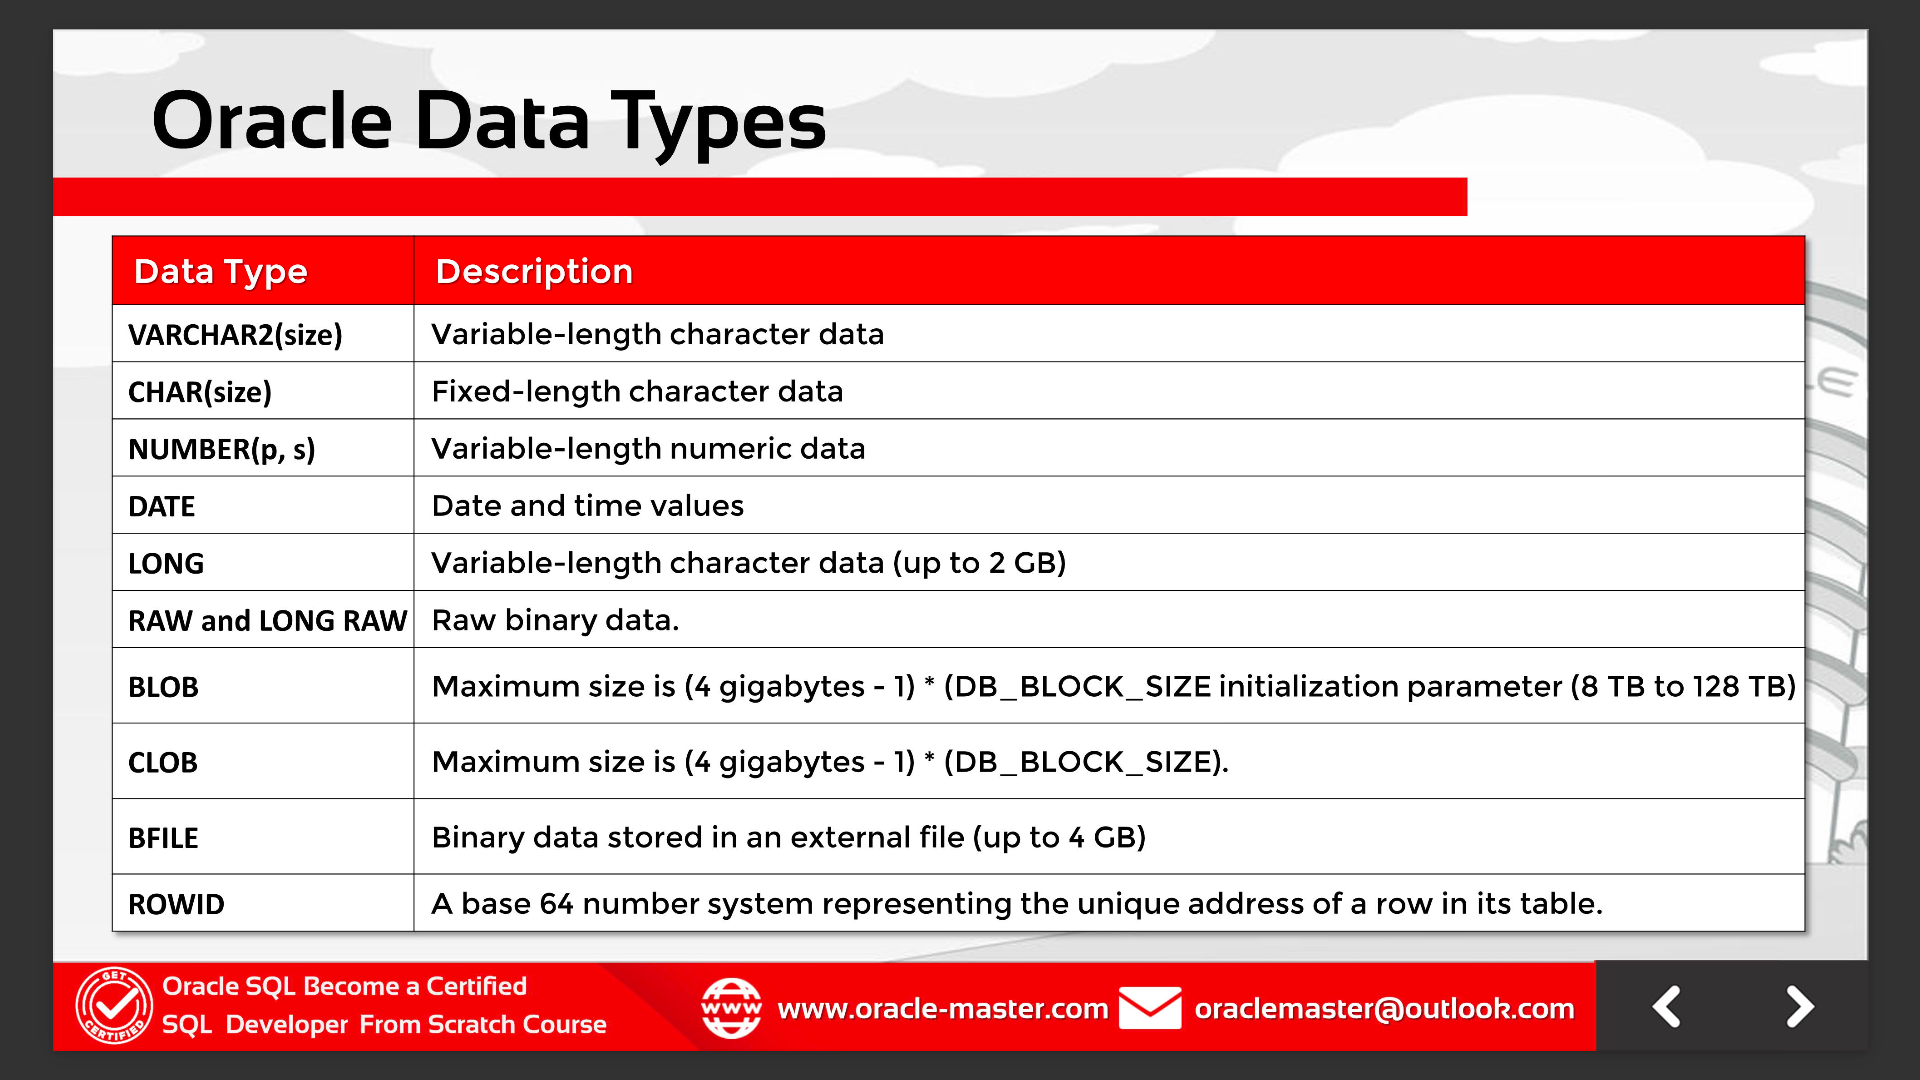 Oracle Data Types
Data Type Description
VARCHAR2(size) Variable-length character data
CHAR(size) Fixed-length character data
NUMBER(p, s) Variable-length numeric data
DATE Date and time values
LONG Variable-length character data (up to 2 GB)
RAW and LONG RAW Raw binary data.
BLOB Maximum size is (4 gigabytes - 1) * (DB_BLOCK_SIZE initialization parameter (8 TB to 128 TB)
CLOB Maximum size is (4 gigabytes - 1) * (DB_BLOCK_SIZE).
BFILE Binary data stored in an external file (up to 4 GB)
ROWID A base 64 number system representing the unique address of a row in its table.
LE
GET
CERTIFIED
Oracle SQL Become a Certified
SQL Developer From Scratch Course
WWW
www.oracle-master.com
oraclemaster@outlook.com